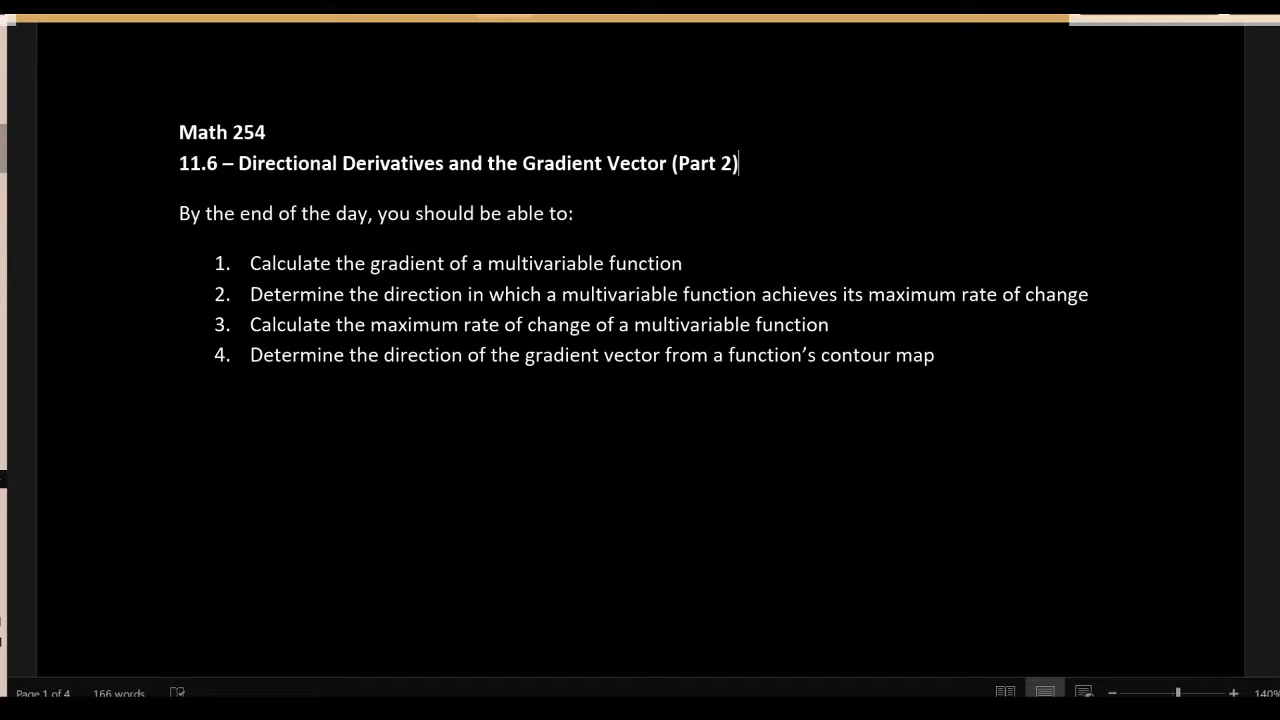 Math 254
11.6 – Directional Derivatives and the Gradient Vector (Part 2)
By the end of the day, you should be able to:
1. Calculate the gradient of a multivariable function
2. Determine the direction in which a multivariable function achieves its maximum rate of change
3. Calculate the maximum rate of change of a multivariable function
4. Determine the direction of the gradient vector from a function’s contour map
Page 1 of 4 166 words 140%